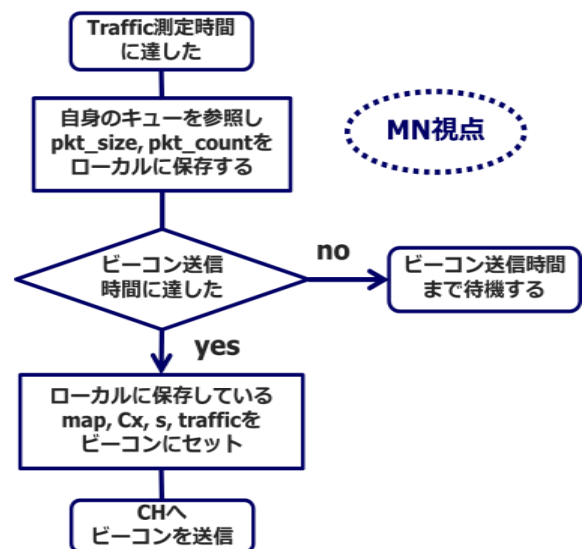 Traffic測定時間
に達した
自身のキューを参照し
pkt_size, pkt_countを
ローカルに保存する
MN視点
ビーコン送信
時間に達した
no
ビーコン送信時間
まで待機する
yes
ローカルに保存している
map, Cx, s, trafficを
ビーコンにセット
CHへ
ビーコンを送信